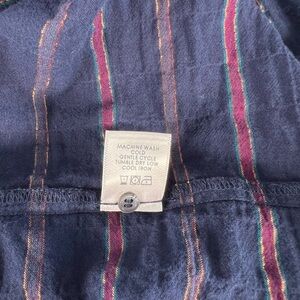 MACHINE WASH
COLD
GENTLE CYCLE
TUMBLE DRY LOW
COOL IRON